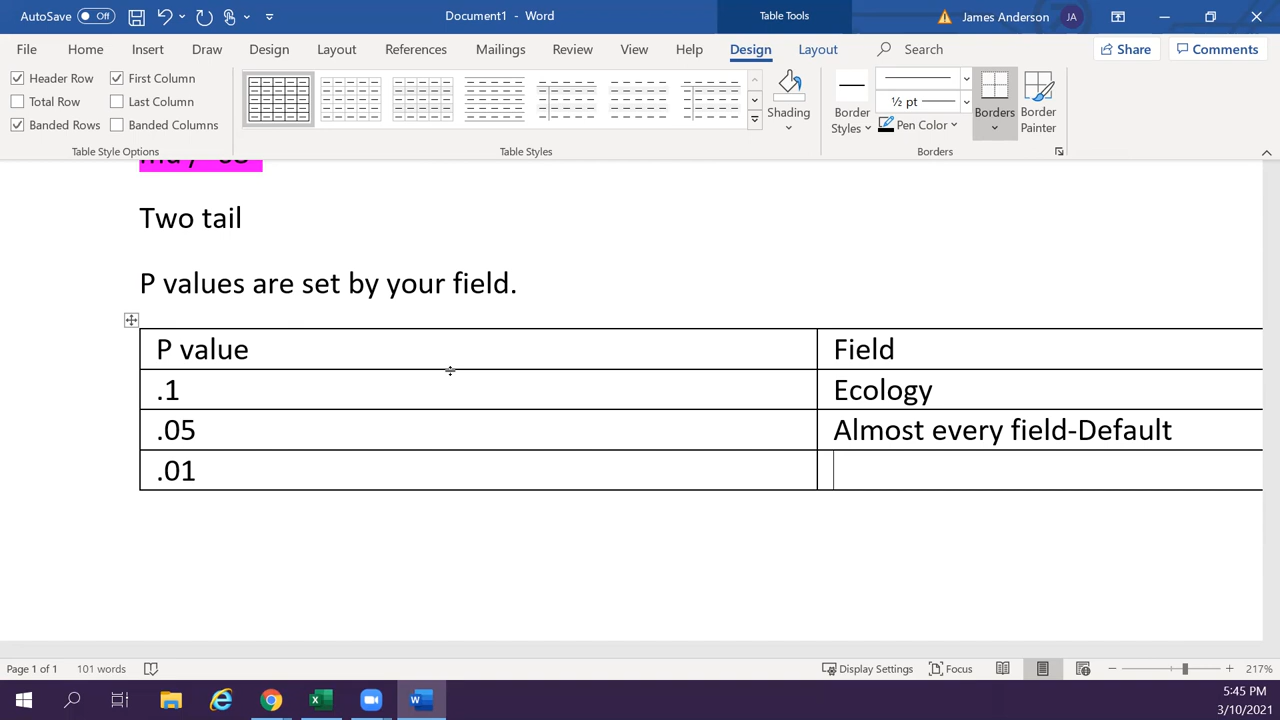 AutoSave Off
Document1 - Word
Table Tools
James Anderson JA
File Home Insert Draw Design Layout References Mailings Review View Help Design Layout Search Share Comments
Header Row First Column
Total Row Last Column
Banded Rows Banded Columns
Table Style Options
Table Styles
Shading
Border Styles
½ pt
Pen Color
Borders
Border Painter
Borders
Two tail
P values are set by your field.
P value Field
.1 Ecology
.05 Almost every field-Default
.01
Page 1 of 1 101 words Display Settings Focus 217%
5:45 PM
3/10/2021